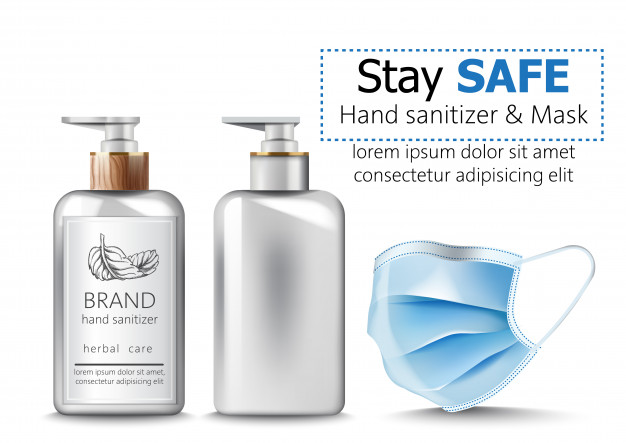 Stay SAFE
Hand sanitizer & Mask
lorem ipsum dolor sit amet
consectetur adipisicing elit
BRAND
hand sanitizer
herbal care
lorem ipsum dolor sit amet,
consectetur adipisicing elit